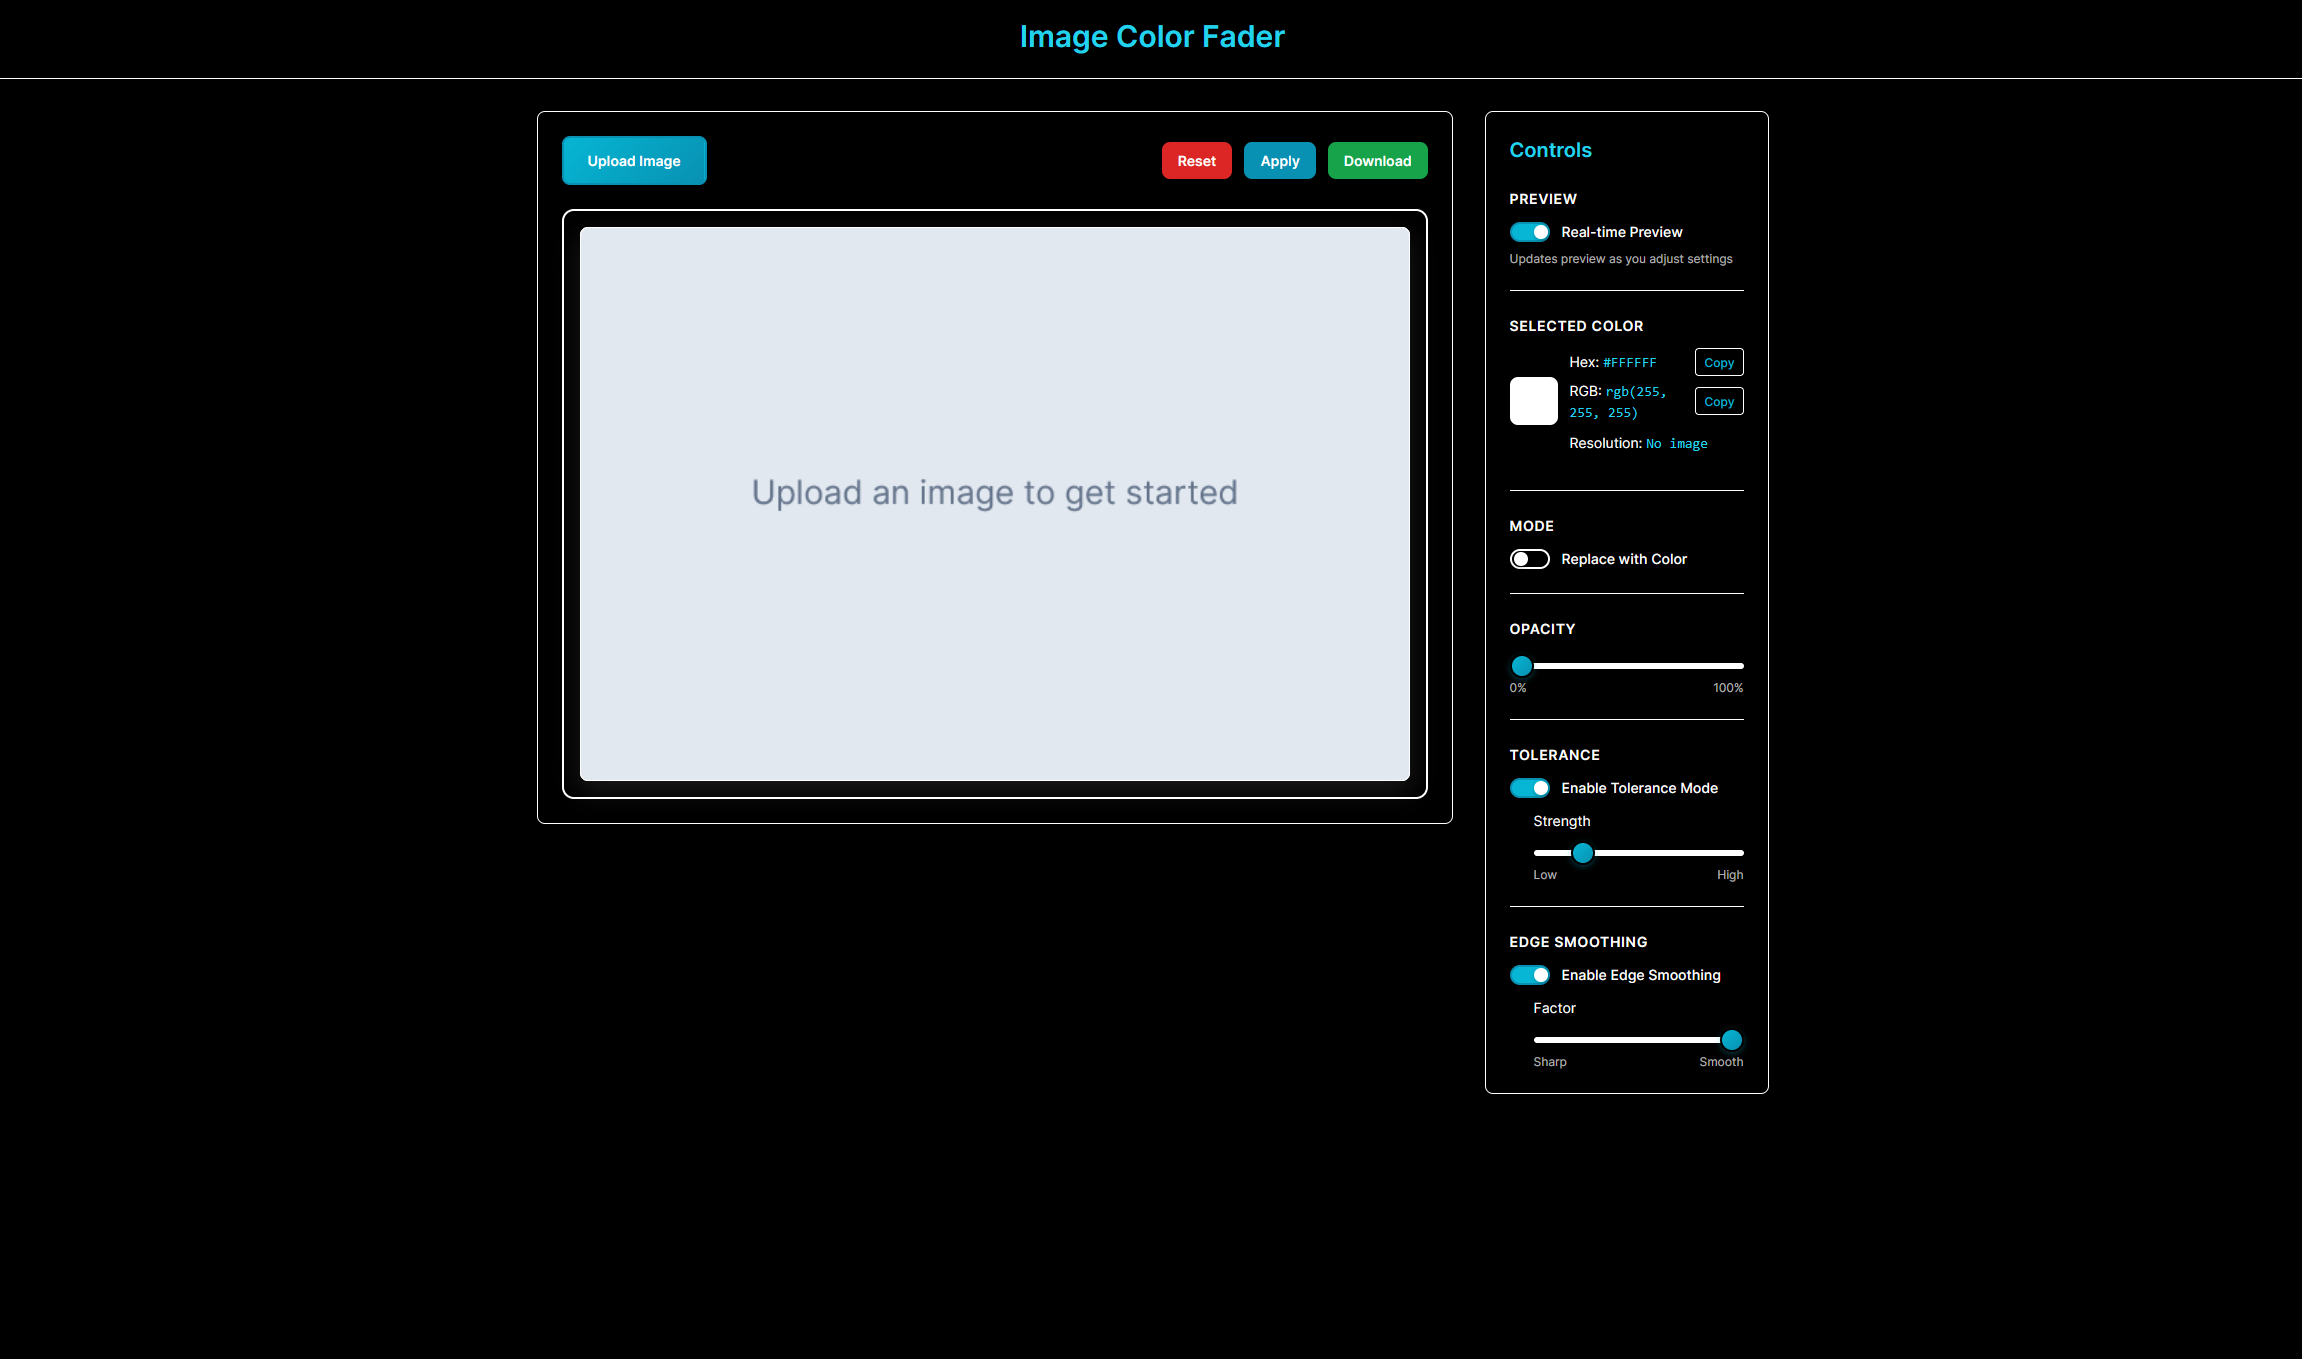 Image Color Fader
Upload Image
Reset
Apply
Download
Upload an image to get started
Controls
PREVIEW
Real-time Preview
Updates preview as you adjust settings
SELECTED COLOR
Hex: #FFFFFF
Copy
RGB: rgb(255,
255, 255)
Copy
Resolution: No image
MODE
Replace with Color
OPACITY
0%
100%
TOLERANCE
Enable Tolerance Mode
Strength
Low
High
EDGE SMOOTHING
Enable Edge Smoothing
Factor
Sharp
Smooth